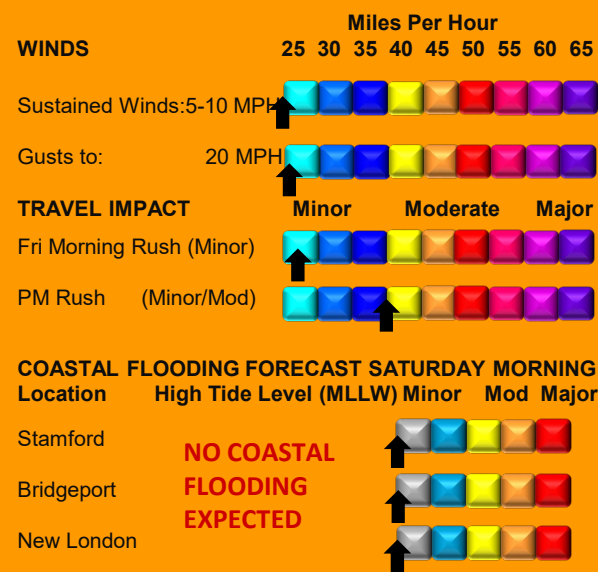 Miles Per Hour
WINDS 25 30 35 40 45 50 55 60 65
Sustained Winds:5-10 MPH
Gusts to: 20 MPH
TRAVEL IMPACT Minor Moderate Major
Fri Morning Rush (Minor)
PM Rush (Minor/Mod)
COASTAL FLOODING FORECAST SATURDAY MORNING
Location High Tide Level (MLLW) Minor Mod Major
Stamford
NO COASTAL
Bridgeport FLOODING
EXPECTED
New London